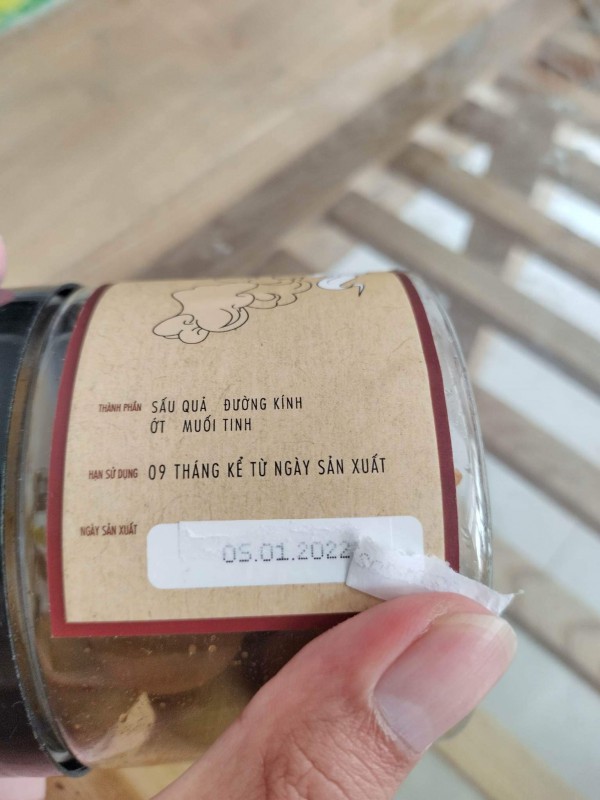 THÀNH PHẦN SẤU QUẢ ĐƯỜNG KÍNH
ỚT MUỐI TINH
HẠN SỬ DỤNG 09 THÁNG KỂ TỪ NGÀY SẢN XUẤT
NGÀY SẢN XUẤT
05.01.2022